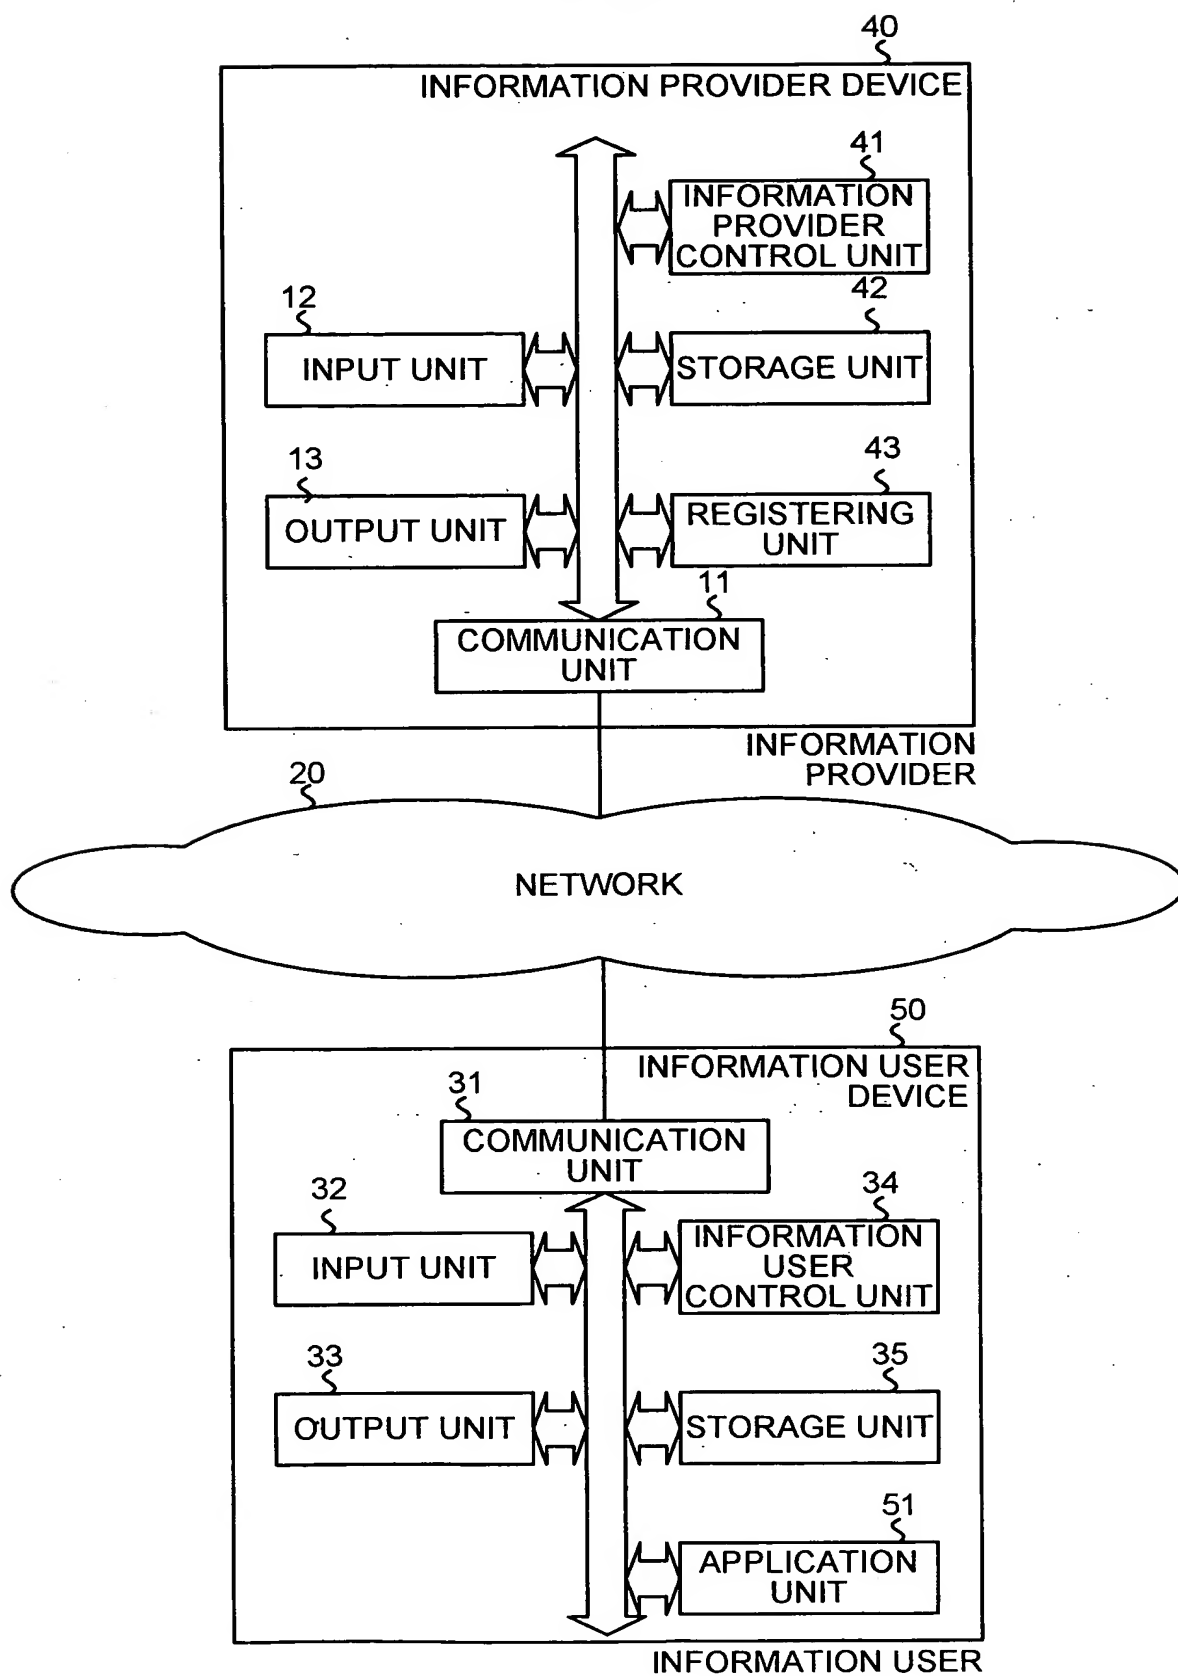 40
INFORMATION PROVIDER DEVICE
41
INFORMATION
PROVIDER
CONTROL UNIT
12
INPUT UNIT
42
STORAGE UNIT
13
OUTPUT UNIT
43
REGISTERING
UNIT
11
COMMUNICATION
UNIT
INFORMATION
PROVIDER
20
NETWORK
50
INFORMATION USER
DEVICE
31
COMMUNICATION
UNIT
32
INPUT UNIT
34
INFORMATION
USER
CONTROL UNIT
33
OUTPUT UNIT
35
STORAGE UNIT
51
APPLICATION
UNIT
INFORMATION USER